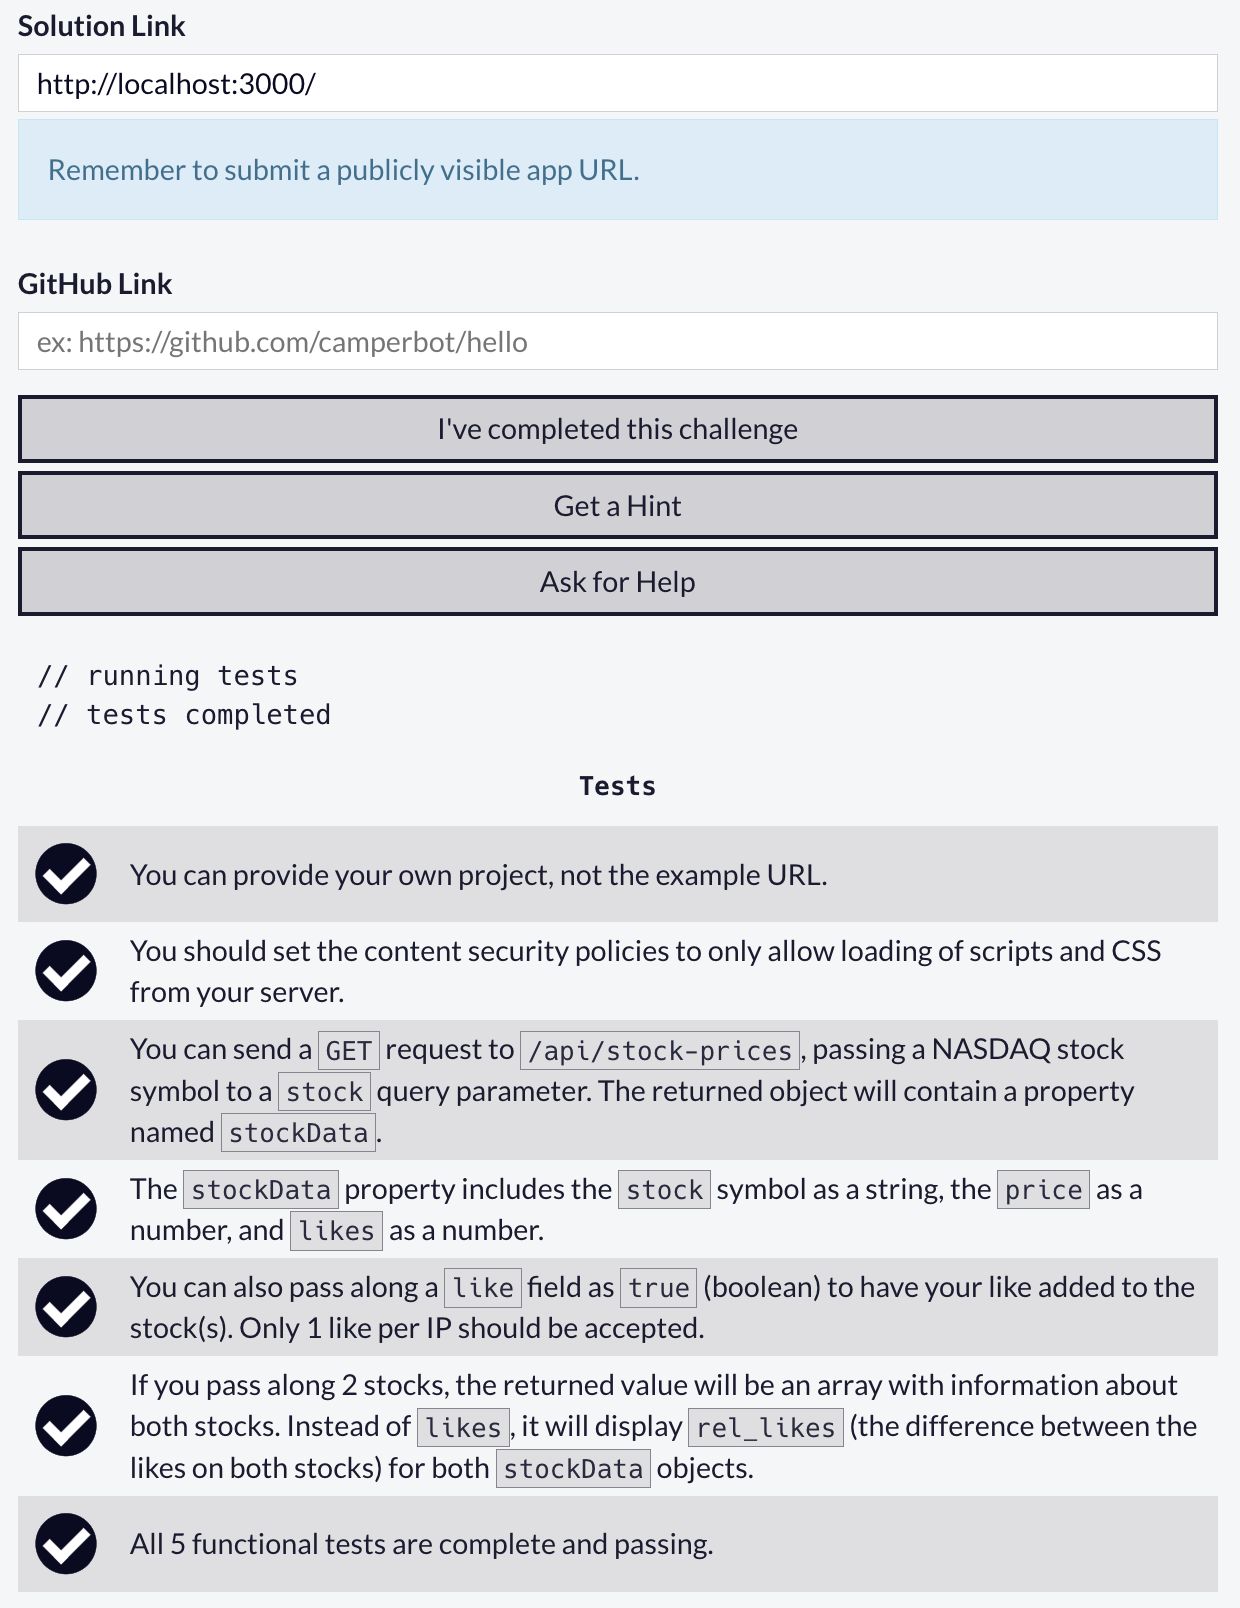 Solution Link
http://localhost:3000/
Remember to submit a publicly visible app URL.
GitHub Link
ex: https://github.com/camperbot/hello
I've completed this challenge
Get a Hint
Ask for Help
// running tests
// tests completed
Tests
You can provide your own project, not the example URL.
You should set the content security policies to only allow loading of scripts and CSS
from your server.
You can send a GET request to /api/stock-prices, passing a NASDAQ stock
symbol to a stock query parameter. The returned object will contain a property
named stockData.
The stockData property includes the stock symbol as a string, the price as a
number, and likes as a number.
You can also pass along a like field as true (boolean) to have your like added to the
stock(s). Only 1 like per IP should be accepted.
If you pass along 2 stocks, the returned value will be an array with information about
both stocks. Instead of likes, it will display rel_likes (the difference between the
likes on both stocks) for both stockData objects.
All 5 functional tests are complete and passing.